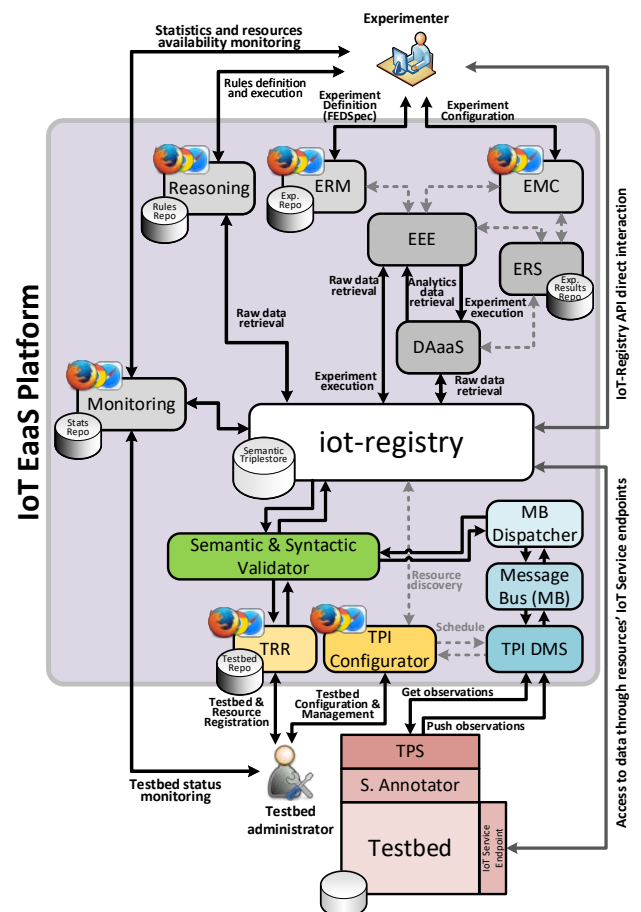 Experimenter
Statistics and resources
availability monitoring
Rules definition
and execution
Experiment
Definition
(FEDSpec)
Experiment
Configuration
Reasoning
Rules
Repo
ERM
Exp.
Repo
EMC
EEE
ERS
Exp.
Results
Repo
Raw data
retrieval
Analytics
data
retrieval
Experiment
execution
DAaaS
Raw data
retrieval
Experiment
execution
Raw data
retrieval
Monitoring
Stats
Repo
iot-registry
Semantic
Triplestore
IoT EaaS Platform
IoT-Registry API direct interaction
Semantic & Syntactic
Validator
MB
Dispatcher
Message
Bus (MB)
Resource
discovery
Schedule
TRR
Testbed
Repo
TPI
Configurator
TPI DMS
Testbed &
Resource
Registration
Testbed
Configuration &
Management
Get observations
Push observations
Testbed status
monitoring
Testbed
administrator
TPS
S. Annotator
Testbed
IoT Service
Endpoint
Access to data through resources’ IoT Service endpoints